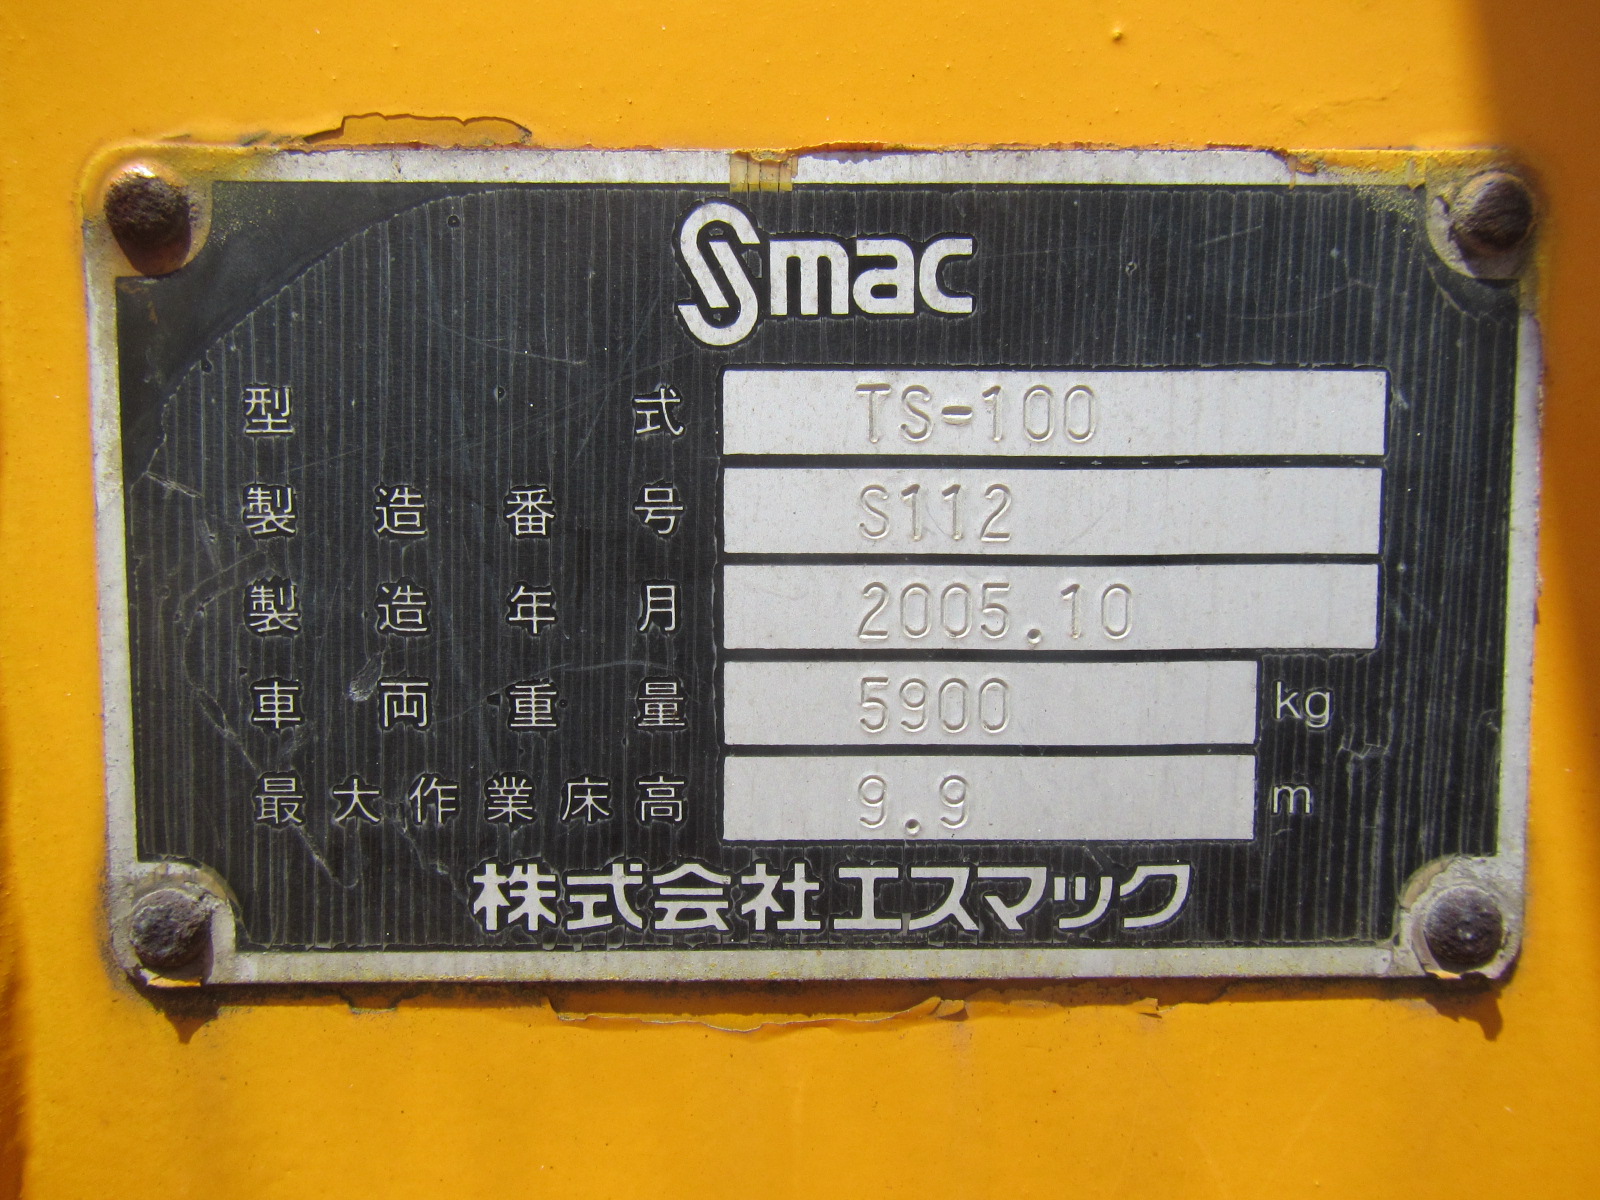 Smac
型式 TS-100
製造番号 S112
製造年月 2005.10
車両重量 5900 kg
最大作業床高 9.9 m
株式会社エスマック